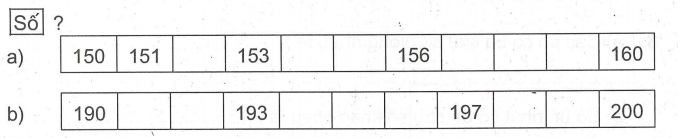 Số ?
a) 150 151 153 156 160
b) 190 193 197 200